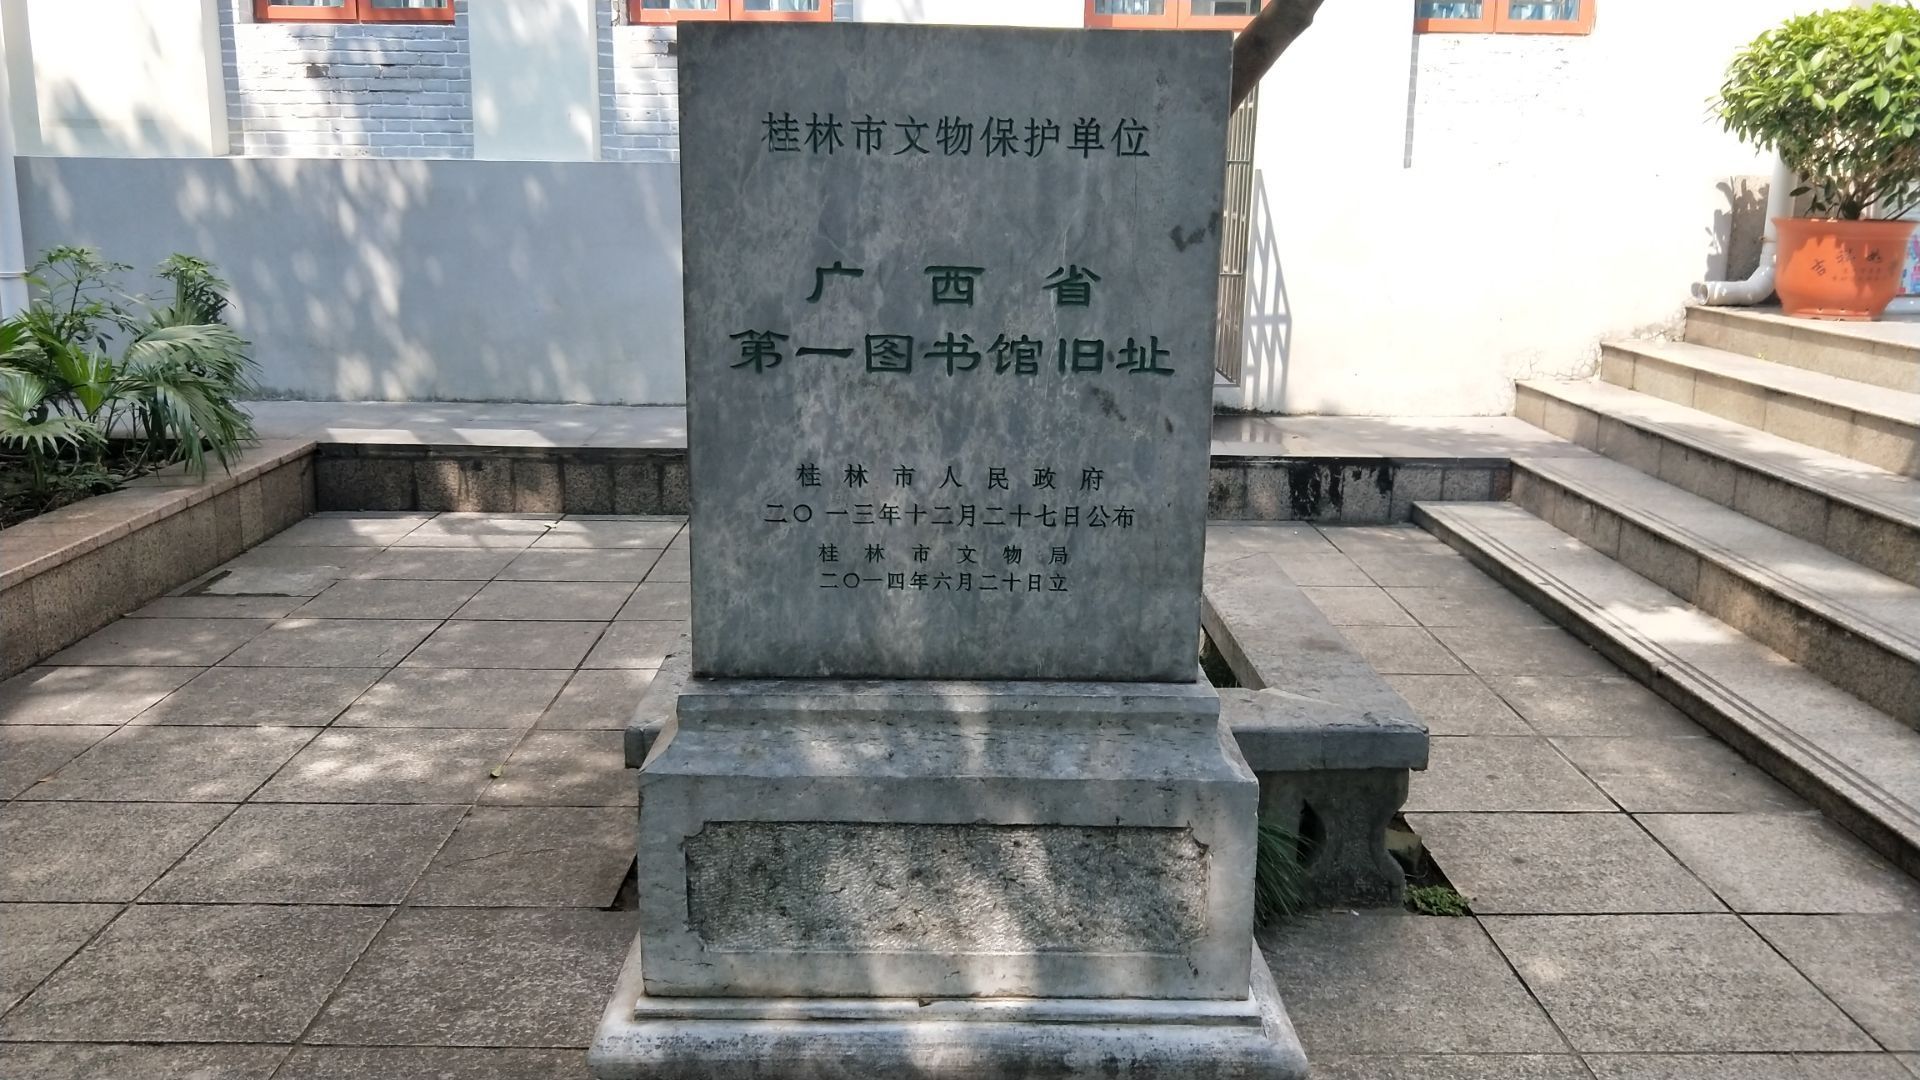 桂林市文物保护单位
广西省
第一图书馆旧址
桂林市人民政府
二〇一三年十二月二十七日公布
桂林市文物局
二〇一四年六月二十日立